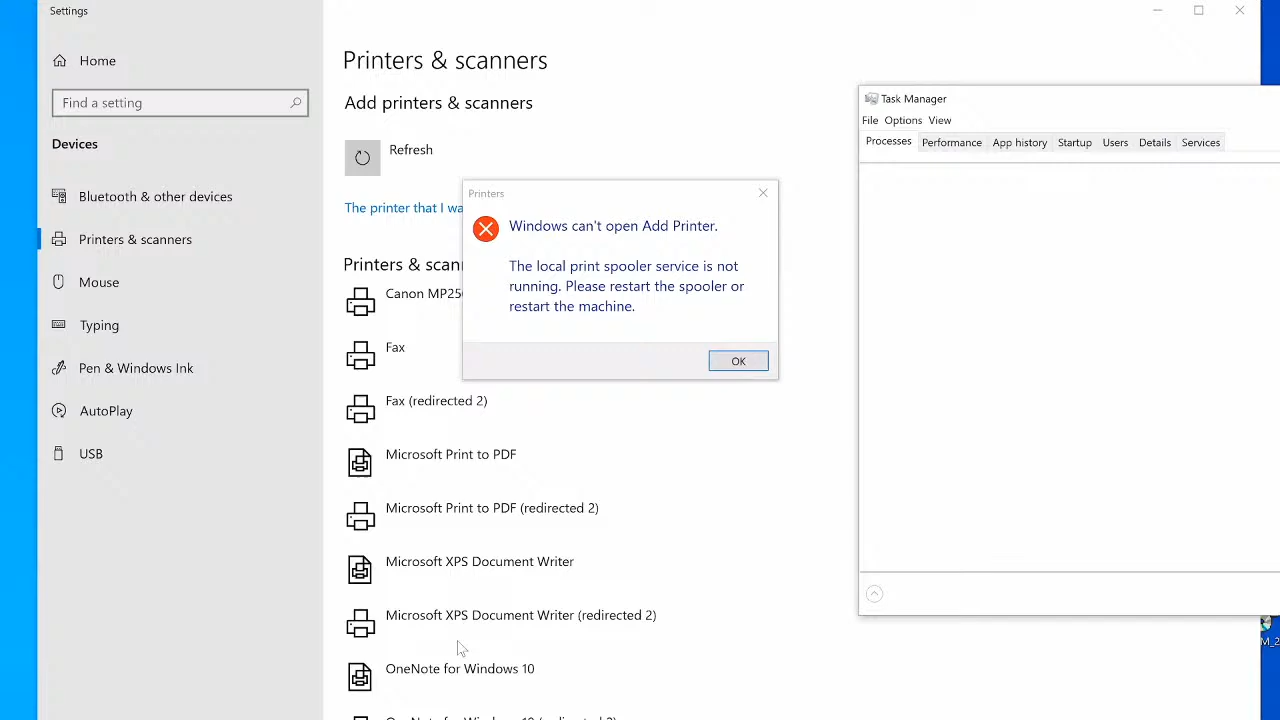 Settings
Home
Find a setting
Devices
Bluetooth & other devices
Printers & scanners
Mouse
Typing
Pen & Windows Ink
AutoPlay
USB
Printers & scanners
Add printers & scanners
Refresh
The printer that I wa
Printers & scan
Canon MP25
Fax
Fax (redirected 2)
Microsoft Print to PDF
Microsoft Print to PDF (redirected 2)
Microsoft XPS Document Writer
Microsoft XPS Document Writer (redirected 2)
OneNote for Windows 10
Printers
Windows can't open Add Printer.
The local print spooler service is not
running. Please restart the spooler or
restart the machine.
OK
Task Manager
File Options View
Processes Performance App history Startup Users Details Services
M_2